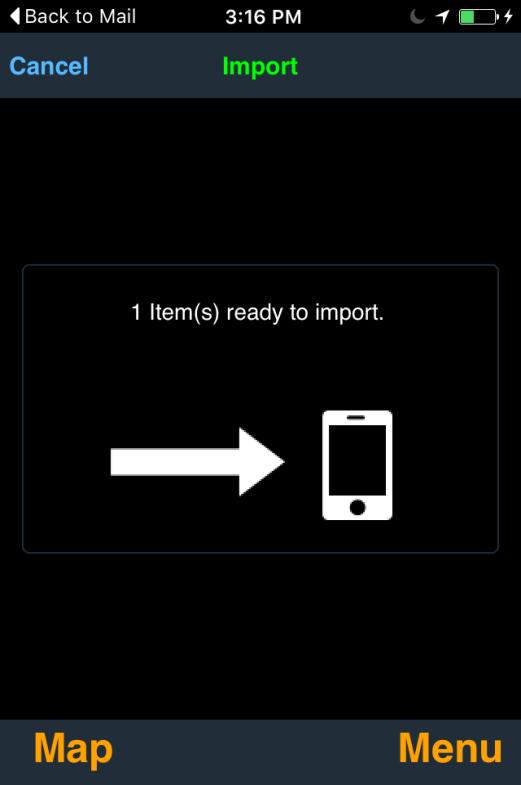 Back to Mail 3:16 PM
Cancel Import
1 Item(s) ready to import.
Map Menu